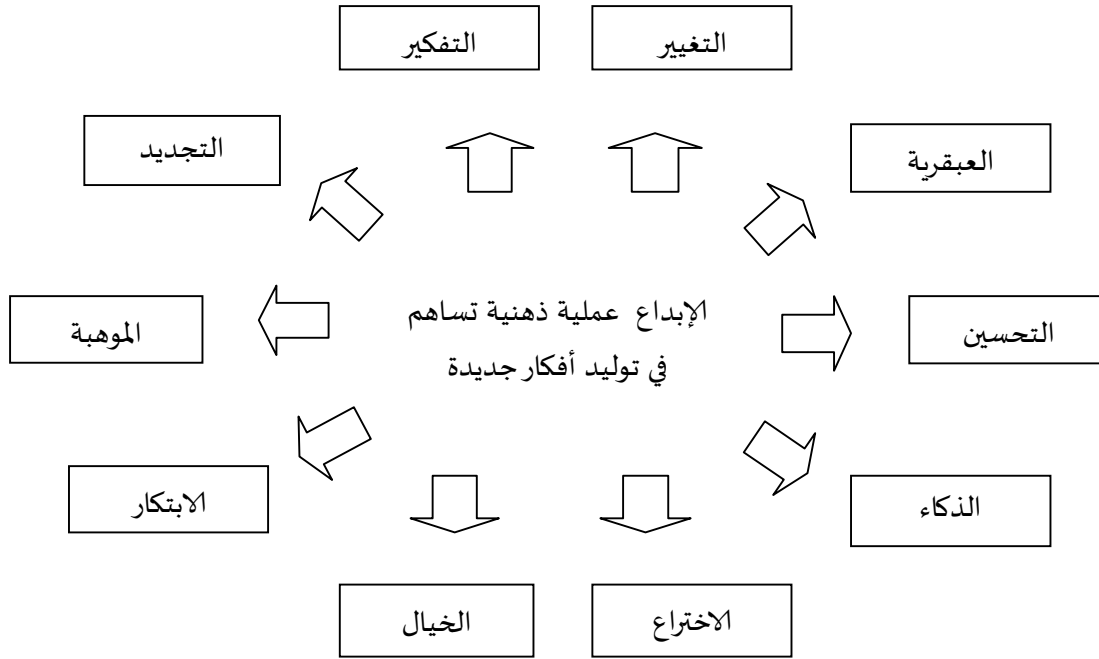 التغيير
التفكير
العبقرية
التجديد
الإبداع عملية ذهنية تساهم
في توليد أفكار جديدة
التحسين
الموهبة
الذكاء
الابتكار
الاختراع
الخيال